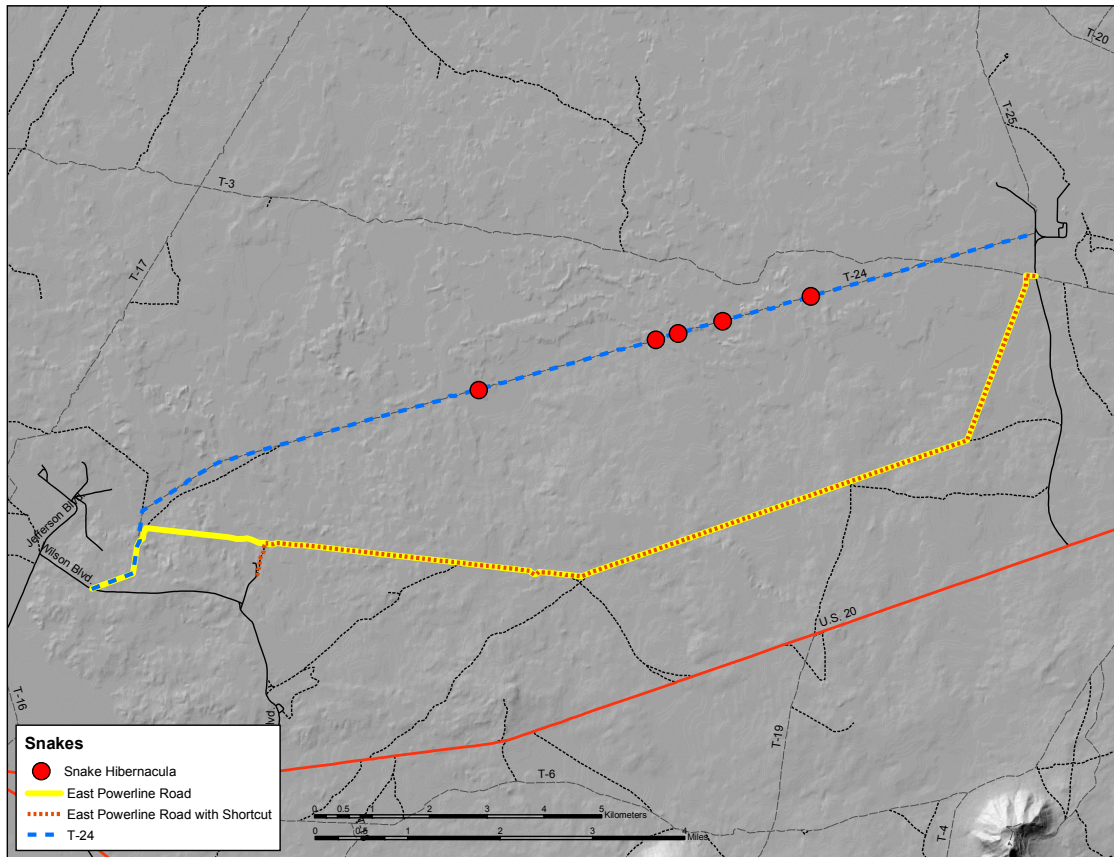 T-20
T-25
T-3
T-17
T-24
Jefferson Blvd.
Wilson Blvd.
U.S. 20
T-16
lvd
T-19
T-6
T-4
Snakes
Snake Hibernacula
East Powerline Road
East Powerline Road with Shortcut
T-24
0 0.5 1 2 3 4 5
Kilometers
0 0.5 1 2 3 4
Miles